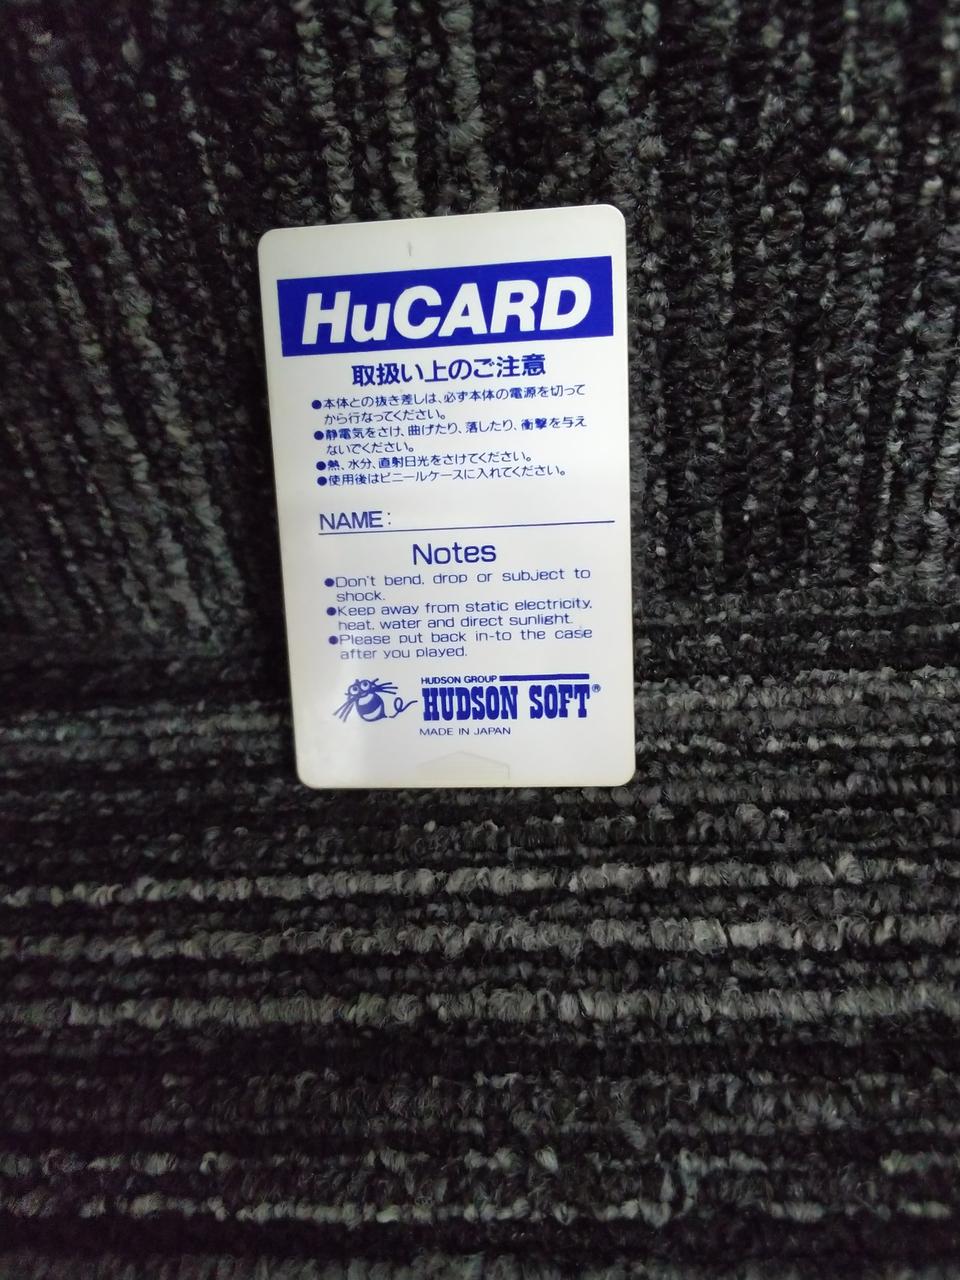 HuCARD
取扱い上のご注意
●本体との抜き差しは、必ず本体の電源を切って
から行なってください。
●静電気をさけ、曲げたり、落したり、衝撃を与え
ないでください。
●熱、水分、直射日光をさけてください。
●使用後はビニールケースに入れてください。
NAME:
Notes
●Don't bend, drop or subject to
shock.
●Keep away from static electricity,
heat, water and direct sunlight.
●Please put back in-to the case
after you played.
HUDSON GROUP
HUDSON SOFT®
MADE IN JAPAN